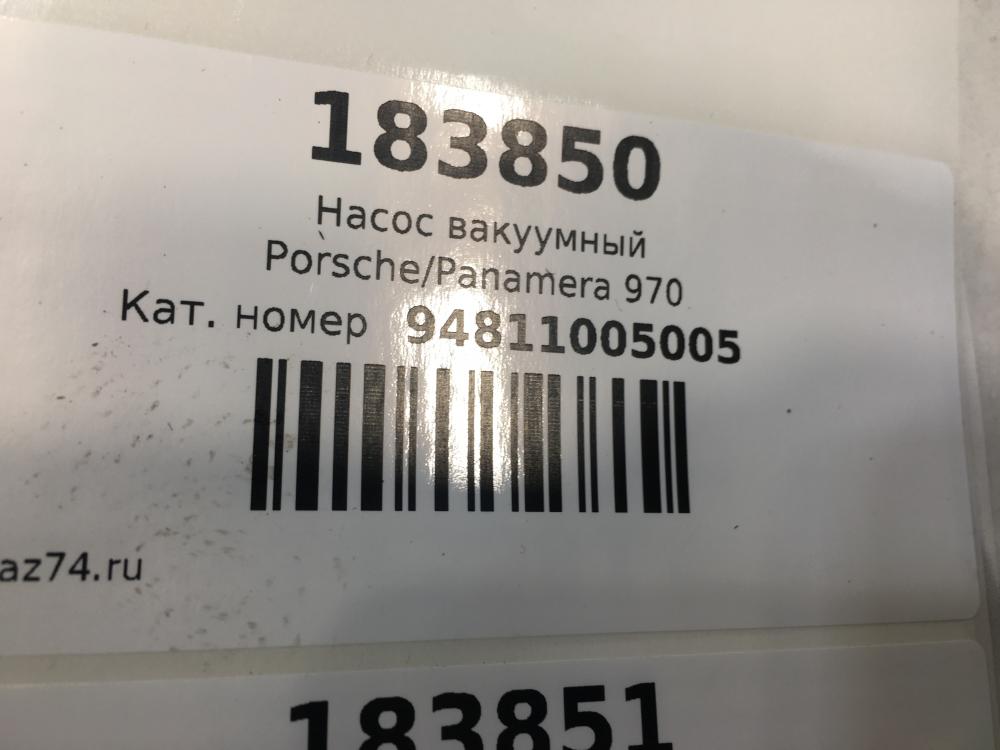 183850
Насос вакуумный
Porsche/Panamera 970
Кат. номер 94811005005
az74.ru
183851